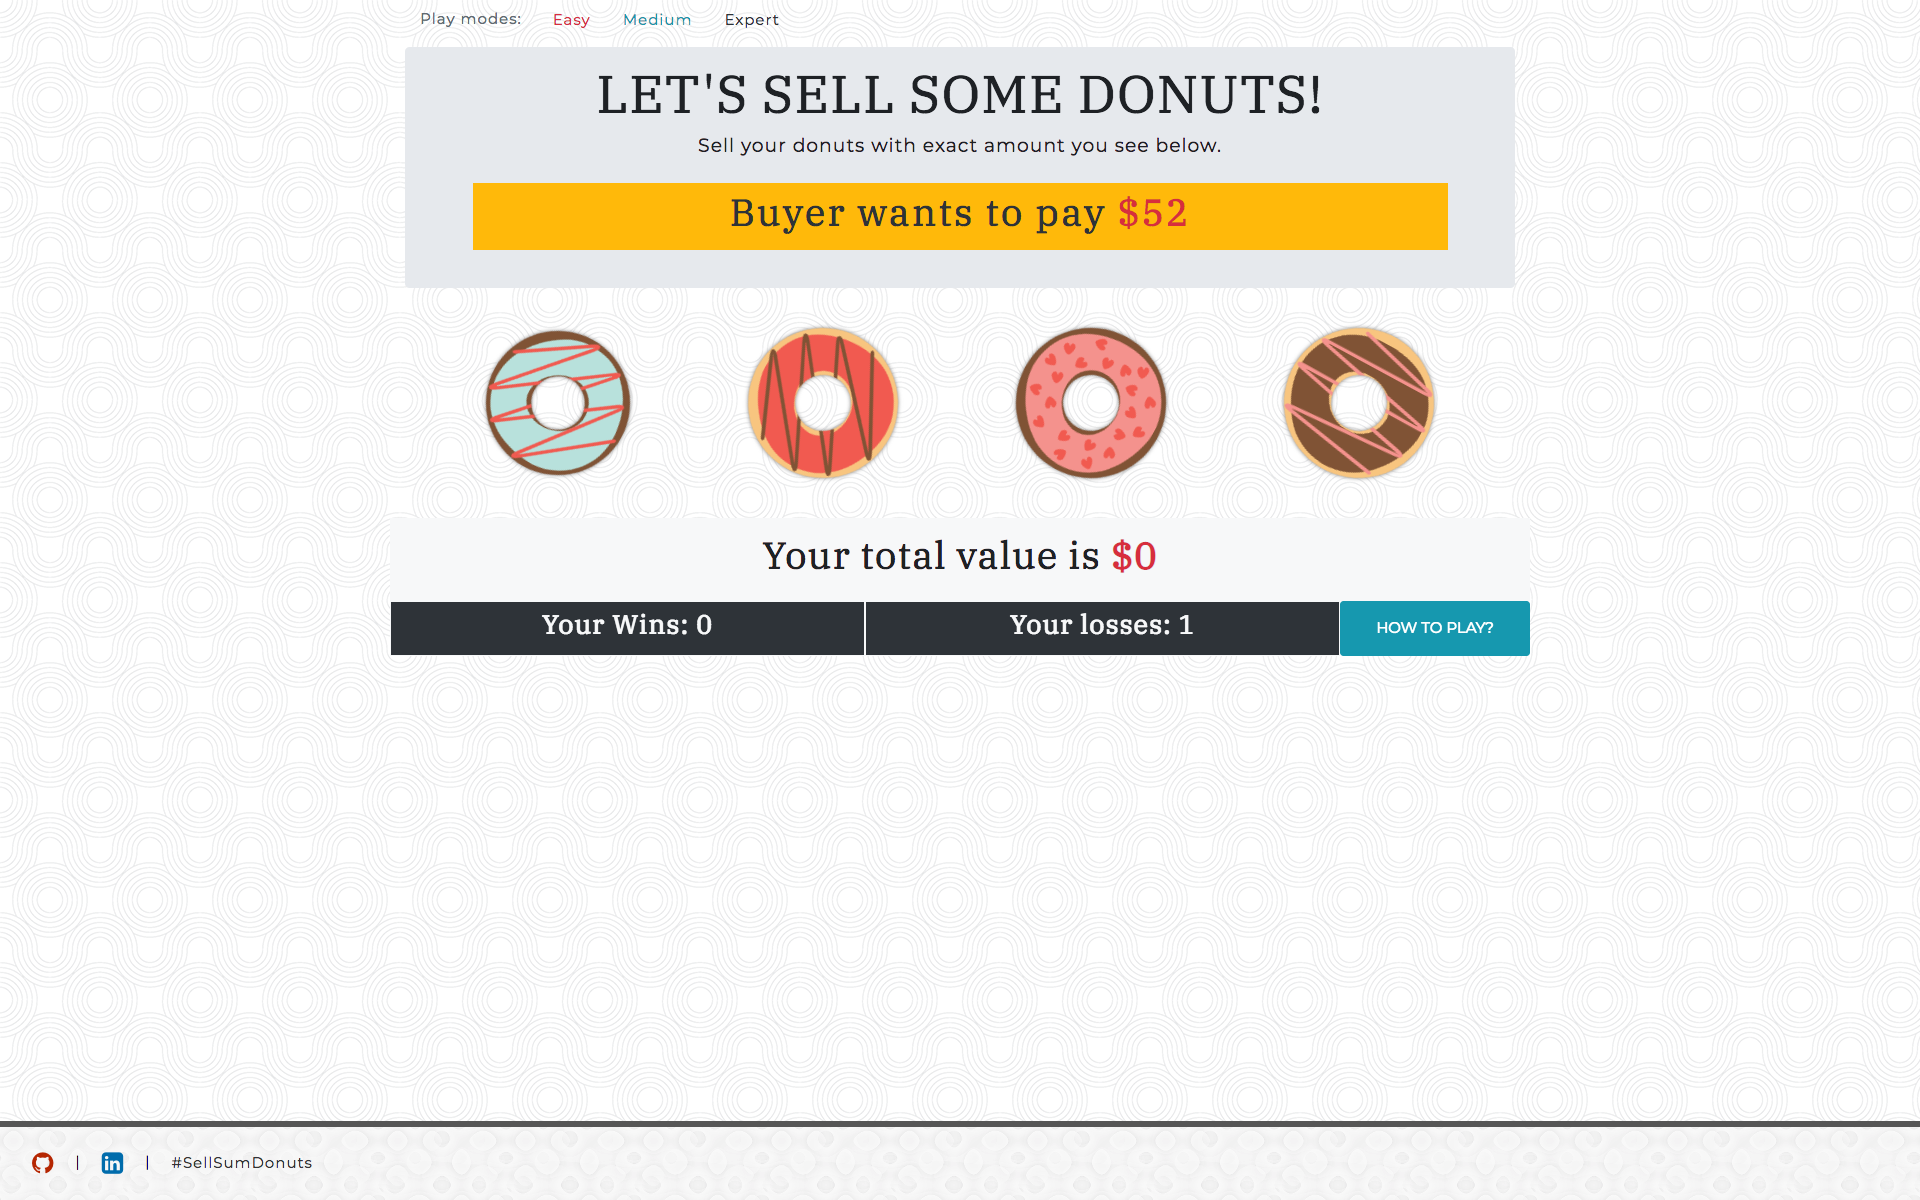 Play modes: Easy Medium Expert
LET'S SELL SOME DONUTS!
Sell your donuts with exact amount you see below.
Buyer wants to pay $52
Your total value is $0
Your Wins: 0
Your losses: 1
HOW TO PLAY?
| in | #SellSumDonuts